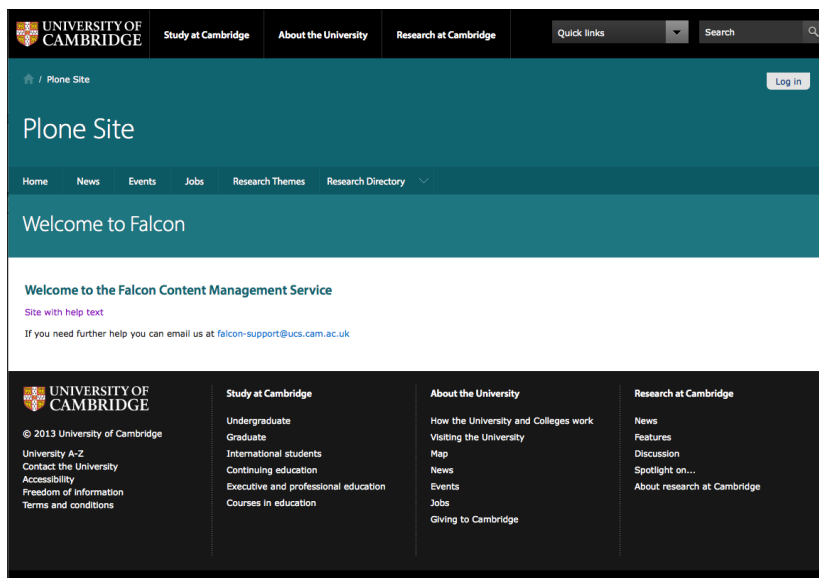 UNIVERSITY OF
CAMBRIDGE
Study at Cambridge
About the University
Research at Cambridge
Quick links
Search
/ Plone Site
Log in
Plone Site
Home
News
Events
Jobs
Research Themes
Research Directory
Welcome to Falcon
Welcome to the Falcon Content Management Service
Site with help text
If you need further help you can email us at falcon-support@ucs.cam.ac.uk
UNIVERSITY OF
CAMBRIDGE
© 2013 University of Cambridge
University A-Z
Contact the University
Accessibility
Freedom of information
Terms and conditions
Study at Cambridge
Undergraduate
Graduate
International students
Continuing education
Executive and professional education
Courses in education
About the University
How the University and Colleges work
Visiting the University
Map
News
Events
Jobs
Giving to Cambridge
Research at Cambridge
News
Features
Discussion
Spotlight on...
About research at Cambridge